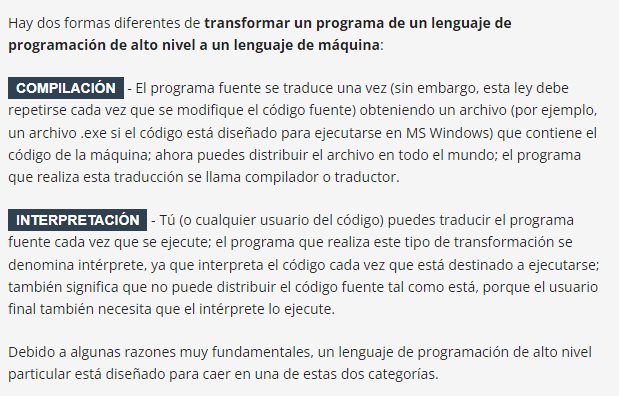 Hay dos formas diferentes de transformar un programa de un lenguaje de
programación de alto nivel a un lenguaje de máquina:
COMPILACIÓN - El programa fuente se traduce una vez (sin embargo, esta ley debe
repetirse cada vez que se modifique el código fuente) obteniendo un archivo (por ejemplo,
un archivo .exe si el código está diseñado para ejecutarse en MS Windows) que contiene el
código de la máquina; ahora puedes distribuir el archivo en todo el mundo; el programa
que realiza esta traducción se llama compilador o traductor.
INTERPRETACIÓN - Tú (o cualquier usuario del código) puedes traducir el programa
fuente cada vez que se ejecute; el programa que realiza este tipo de transformación se
denomina intérprete, ya que interpreta el código cada vez que está destinado a ejecutarse;
también significa que no puede distribuir el código fuente tal como está, porque el usuario
final también necesita que el intérprete lo ejecute.
Debido a algunas razones muy fundamentales, un lenguaje de programación de alto nivel
particular está diseñado para caer en una de estas dos categorías.